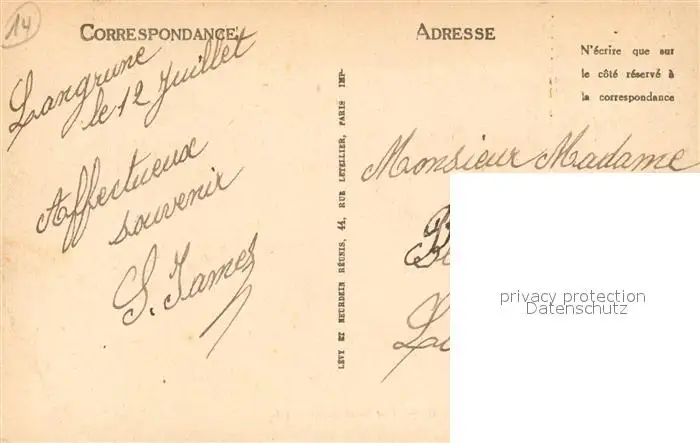 14
CORRESPONDANCE
Langrune
le 12 Juillet
Affectueux
souvenir
S. James
LÉVY ET NEURDEIN RÉUNIS, 44, RUE LETELLIER, PARIS IMP.
ADRESSE
N'écrire que sur
le côté réservé à
la correspondance
Monsieur Madame
privacy protection
Datenschutz